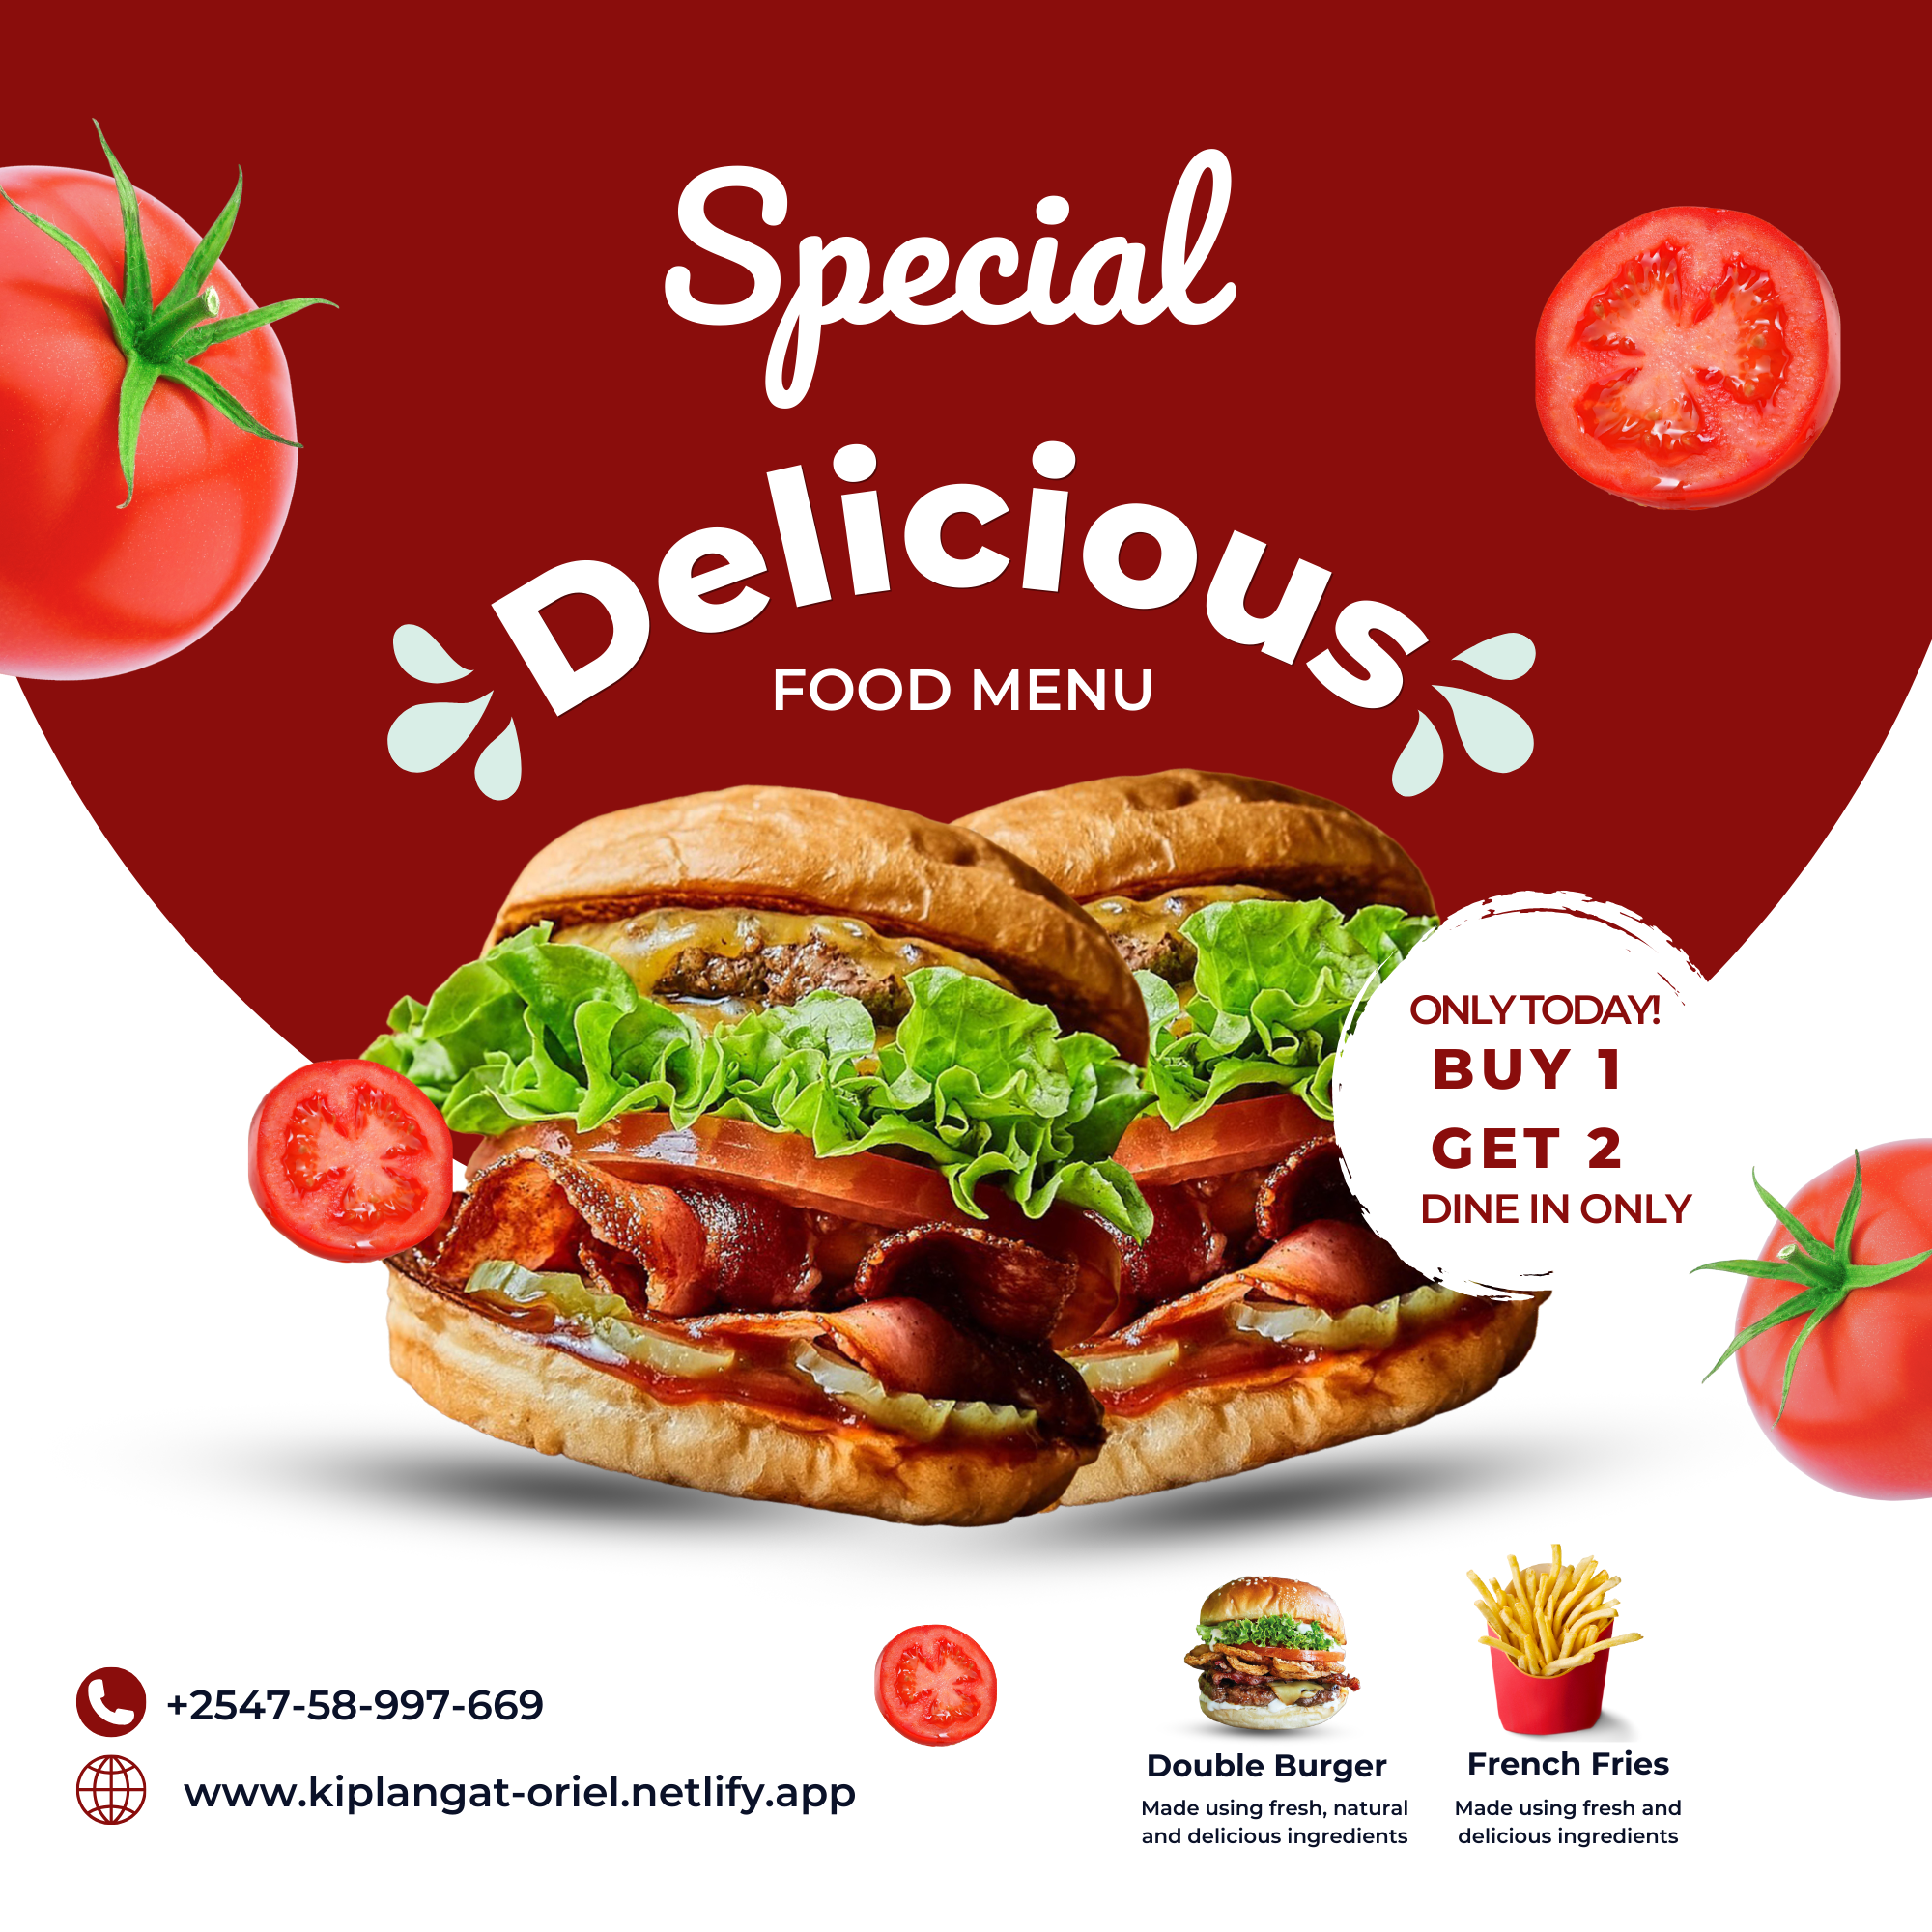 Special
Delicious
FOOD MENU
ONLY TODAY!
BUY 1
GET 2
DINE IN ONLY
+2547-58-997-669
www.kiplangat-oriel.netlify.app
Double Burger
Made using fresh, natural
and delicious ingredients
French Fries
Made using fresh and
delicious ingredients